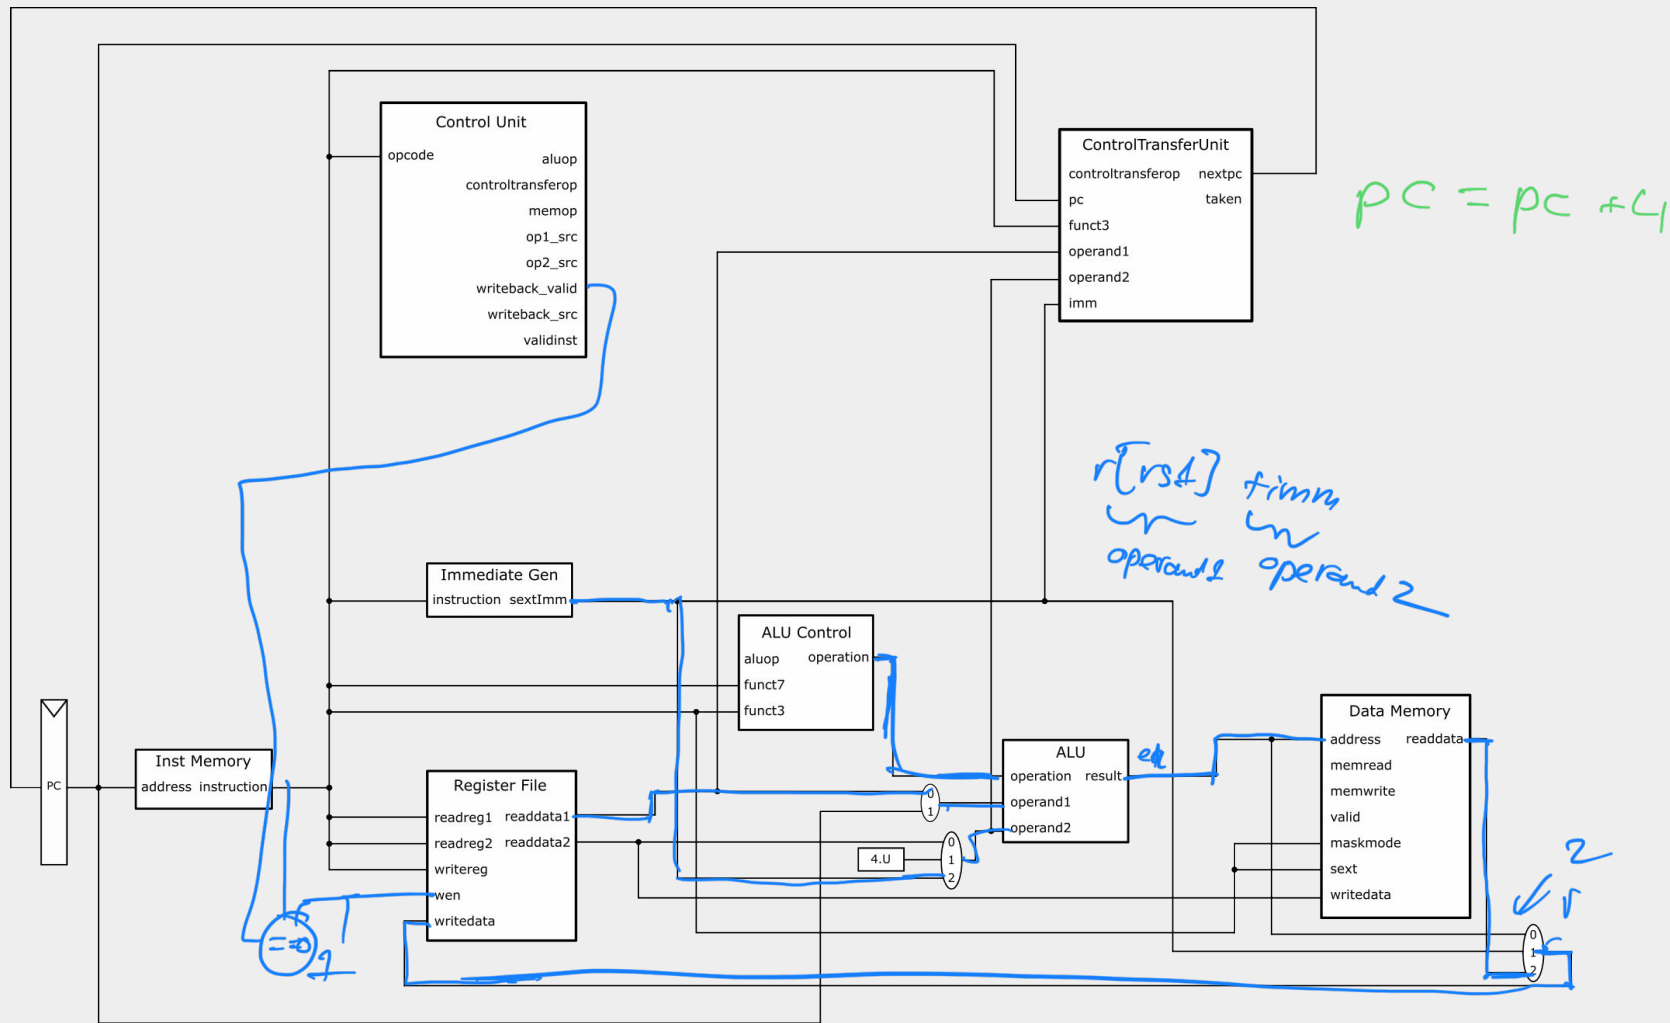 Control Unit
opcode
aluop
controltransferop
memop
op1_src
op2_src
writeback_valid
writeback_src
validinst
ControlTransferUnit
controltransferop nextpc
pc taken
funct3
operand1
operand2
imm
pc = pc + 4
r[rs1] + imm
operand1 operand2
Immediate Gen
instruction sextImm
ALU Control
aluop operation
funct7
funct3
PC
Inst Memory
address instruction
Register File
readreg1 readdata1
readreg2 readdata2
writereg
wen
writedata
== 0
1
0
1
4.U
0
1
2
ALU
operation result
operand1
operand2
Data Memory
address readdata
memread
memwrite
valid
maskmode
sext
writedata
2
0
1
2